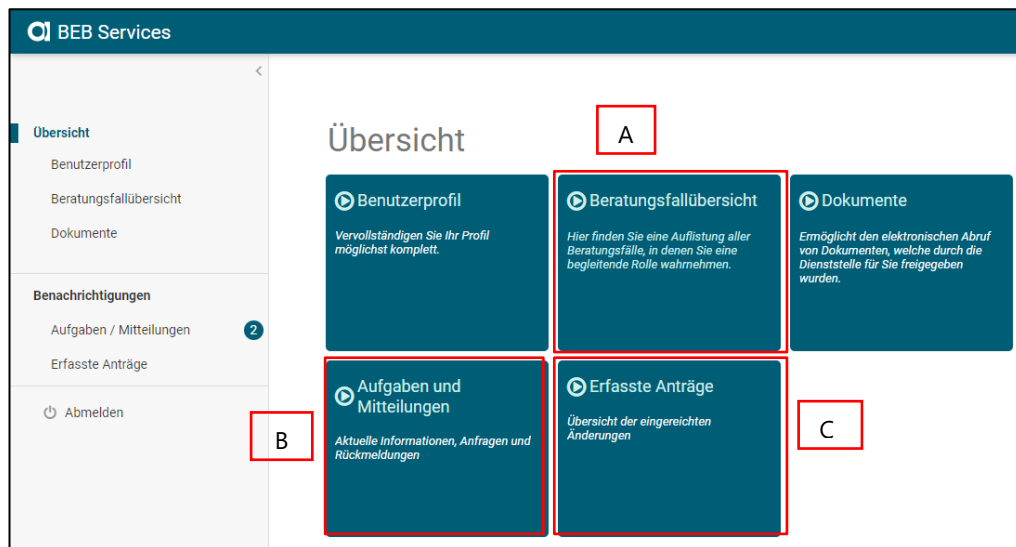 BEB Services
Übersicht
Benutzerprofil
Beratungsfallübersicht
Dokumente
Benachrichtigungen
Aufgaben / Mitteilungen 2
Erfasste Anträge
Abmelden
Übersicht
A
Benutzerprofil
Vervollständigen Sie Ihr Profil
möglichst komplett.
Beratungsfallübersicht
Hier finden Sie eine Auflistung aller
Beratungsfälle, in denen Sie eine
begleitende Rolle wahrnehmen.
Dokumente
Ermöglicht den elektronischen Abruf
von Dokumenten, welche durch die
Dienststelle für Sie freigegeben
wurden.
B
Aufgaben und
Mitteilungen
Aktuelle Informationen, Anfragen und
Rückmeldungen
Erfasste Anträge
Übersicht der eingereichten
Änderungen
C